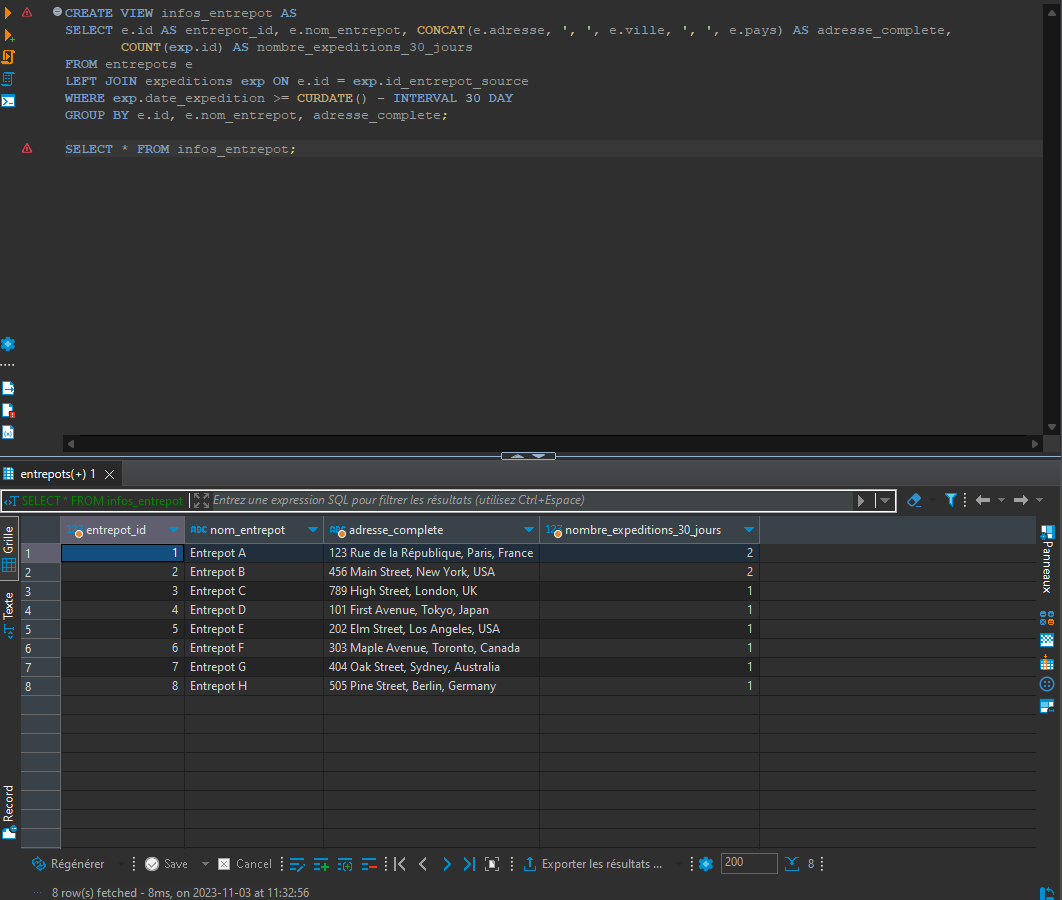 CREATE VIEW infos_entrepot AS
SELECT e.id AS entrepot_id, e.nom_entrepot, CONCAT(e.adresse, ', ', e.ville, ', ', e.pays) AS adresse_complete,
COUNT(exp.id) AS nombre_expeditions_30_jours
FROM entrepots e
LEFT JOIN expeditions exp ON e.id = exp.id_entrepot_source
WHERE exp.date_expedition >= CURDATE() - INTERVAL 30 DAY
GROUP BY e.id, e.nom_entrepot, adresse_complete;
SELECT * FROM infos_entrepot;
entrepots(+) 1
SELECT * FROM infos_entrepot Entrez une expression SQL pour filtrer les résultats (utilisez Ctrl+Espace)
Grille
Texte
Record
Panneaux
123 entrepot_id ABC nom_entrepot ABC adresse_complete 123 nombre_expeditions_30_jours
1 1 Entrepot A 123 Rue de la République, Paris, France 2
2 2 Entrepot B 456 Main Street, New York, USA 2
3 3 Entrepot C 789 High Street, London, UK 1
4 4 Entrepot D 101 First Avenue, Tokyo, Japan 1
5 5 Entrepot E 202 Elm Street, Los Angeles, USA 1
6 6 Entrepot F 303 Maple Avenue, Toronto, Canada 1
7 7 Entrepot G 404 Oak Street, Sydney, Australia 1
8 8 Entrepot H 505 Pine Street, Berlin, Germany 1
Régénérer Save Cancel Exporter les résultats ... 200 8
8 row(s) fetched - 8ms, on 2023-11-03 at 11:32:56